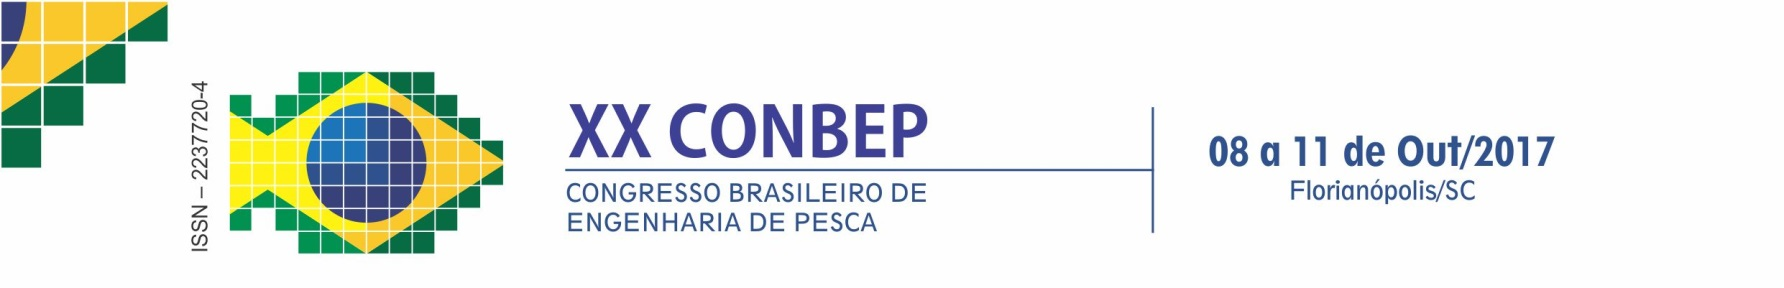 ISSN – 2237720-4
XX CONBEP
CONGRESSO BRASILEIRO DE
ENGENHARIA DE PESCA
08 a 11 de Out/2017
Florianópolis/SC